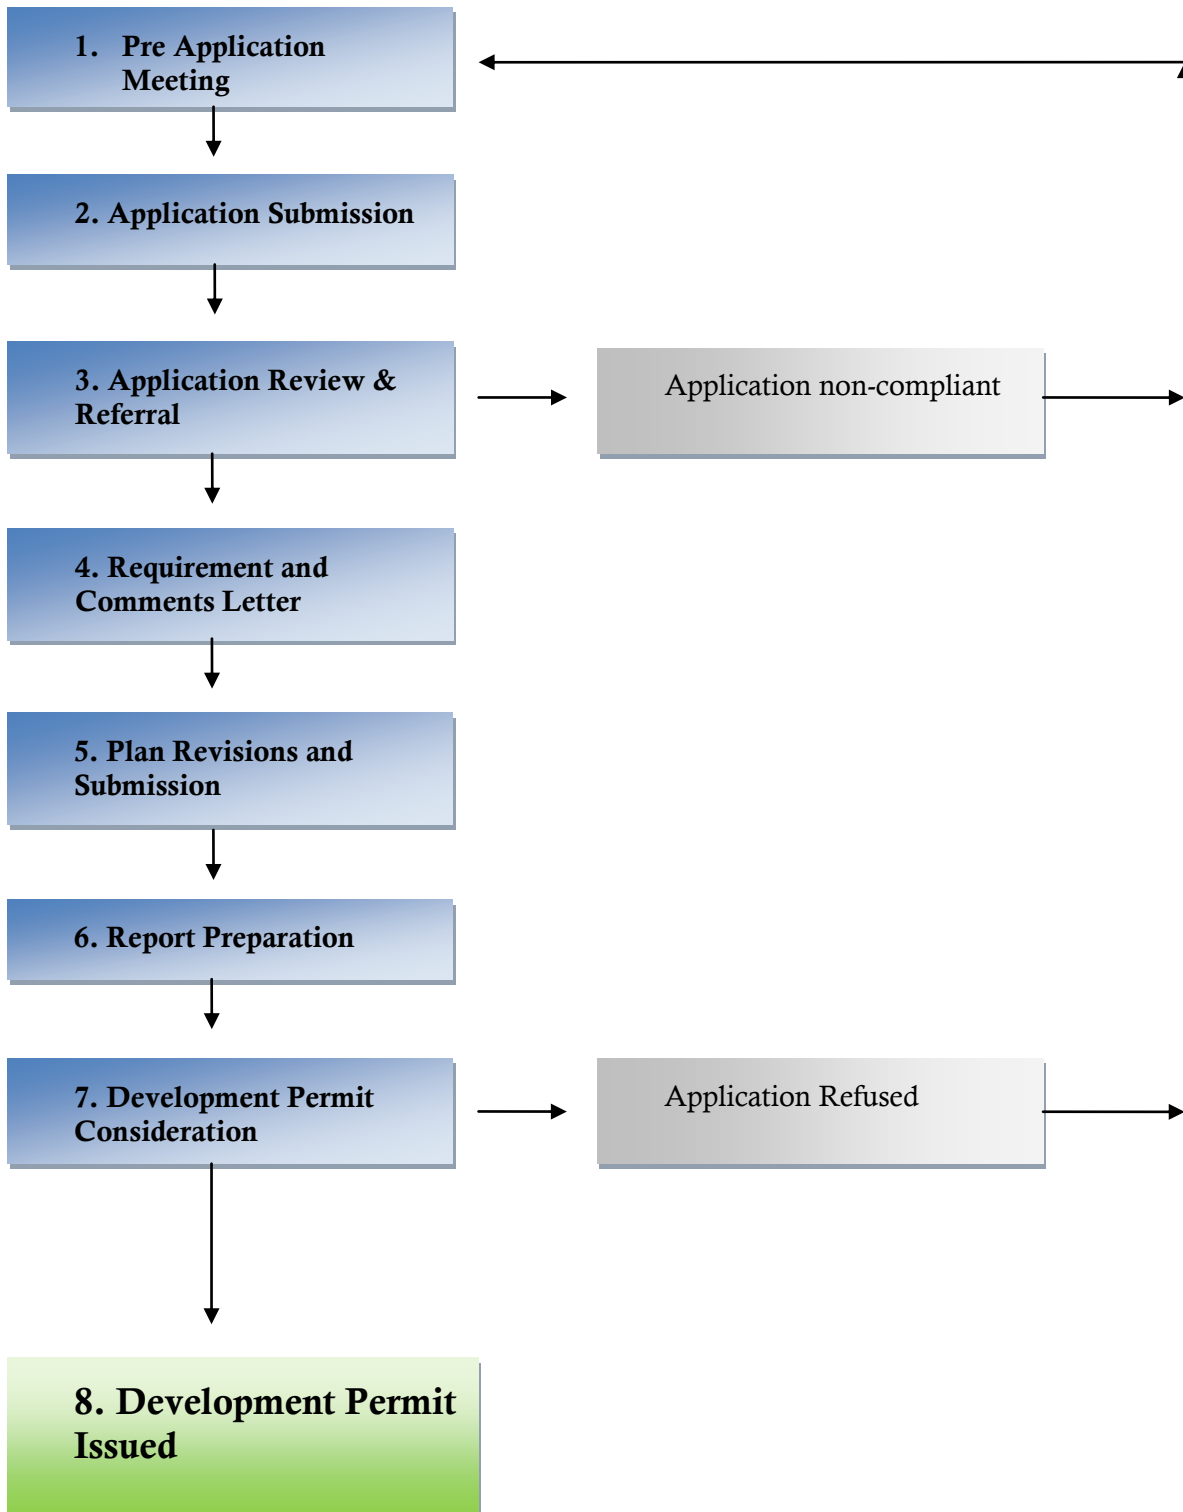 1. Pre Application
Meeting
2. Application Submission
3. Application Review &
Referral
Application non-compliant
4. Requirement and
Comments Letter
5. Plan Revisions and
Submission
6. Report Preparation
7. Development Permit
Consideration
Application Refused
8. Development Permit
Issued